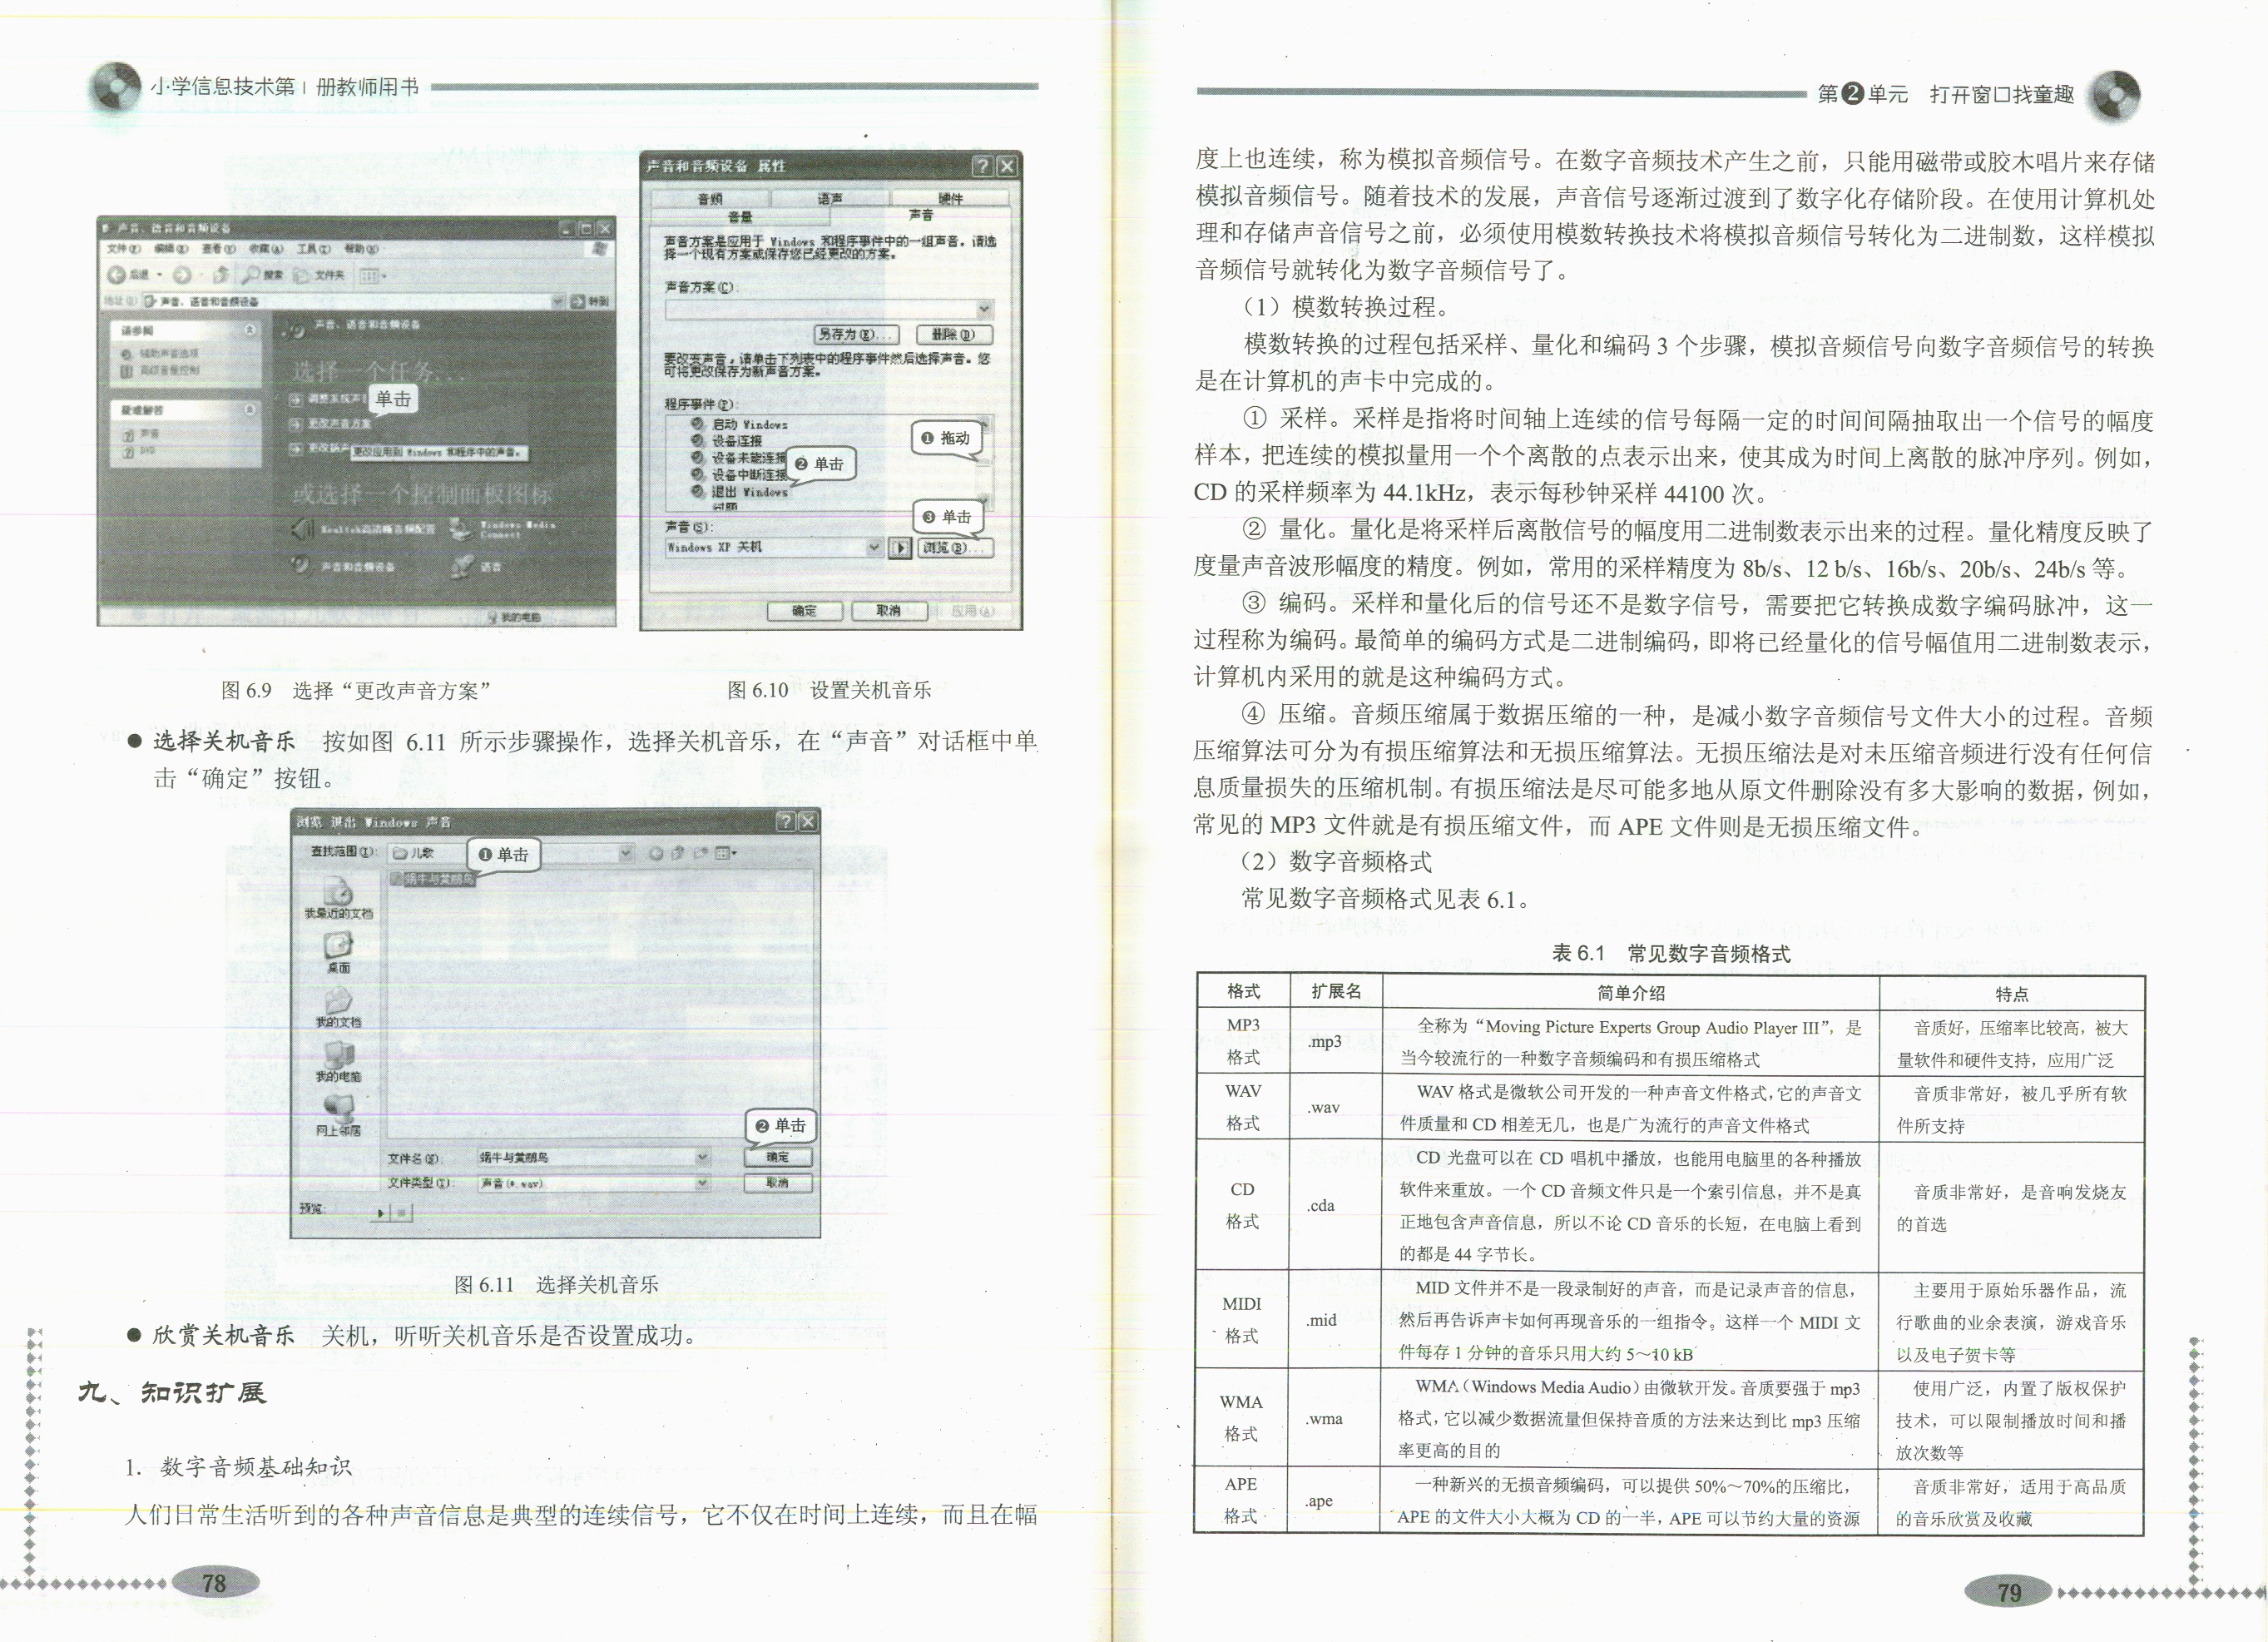 小学信息技术第1册教师用书
声音、语音和音频设备
文件(F) 编辑(E) 查看(V) 收藏(A) 工具(T) 帮助(H)
后退 搜索 文件夹
地址(D) 声音、语音和音频设备 转到
请参阅
辅助声音选项
高级音量控制
疑难解答
声音
DVD
声音、语音和音频设备
选择一个任务...
单击
更改声音方案
更改应用到 Windows 和程序中的声音。
或选择一个控制面板图标
Realtek高清晰音频配置 Windows Media Connect
声音和音频设备 语音
我的电脑
声音和音频设备 属性
音频 语声 硬件
音量 声音
声音方案是应用于 Windows 和程序事件中的一组声音。请选
择一个现有方案或保存您已经更改的方案。
声音方案(C):
另存为(E)... 删除(D)
要改变声音，请单击下列表中的程序事件然后选择声音。您
可将更改保存为新声音方案。
程序事件(P):
启动 Windows
设备连接
❶ 拖动
设备未能连接
❷ 单击
设备中断连接
退出 Windows
问题
❸ 单击
声音(S):
Windows XP 关机 浏览(B)...
确定 取消 应用(A)
图 6.9 选择“更改声音方案”
图 6.10 设置关机音乐
● 选择关机音乐 按如图 6.11 所示步骤操作，选择关机音乐，在“声音”对话框中单
击“确定”按钮。
浏览 退出 Windows 声音
查找范围(I): 儿歌
❶ 单击
蜗牛与黄鹂鸟
我最近的文档
桌面
我的文档
我的电脑
网上邻居
❷ 单击
文件名(N): 蜗牛与黄鹂鸟 确定
文件类型(T): 声音(*.wav) 取消
预览:
图 6.11 选择关机音乐
● 欣赏关机音乐 关机，听听关机音乐是否设置成功。
九、知识扩展
1. 数字音频基础知识
人们日常生活听到的各种声音信息是典型的连续信号，它不仅在时间上连续，而且在幅
78
第2单元 打开窗口找童趣
度上也连续，称为模拟音频信号。在数字音频技术产生之前，只能用磁带或胶木唱片来存储
模拟音频信号。随着技术的发展，声音信号逐渐过渡到了数字化存储阶段。在使用计算机处
理和存储声音信号之前，必须使用模数转换技术将模拟音频信号转化为二进制数，这样模拟
音频信号就转化为数字音频信号了。
（1）模数转换过程。
模数转换的过程包括采样、量化和编码 3 个步骤，模拟音频信号向数字音频信号的转换
是在计算机的声卡中完成的。
① 采样。采样是指将时间轴上连续的信号每隔一定的时间间隔抽取出一个信号的幅度
样本，把连续的模拟量用一个个离散的点表示出来，使其成为时间上离散的脉冲序列。例如，
CD 的采样频率为 44.1kHz，表示每秒钟采样 44100 次。
② 量化。量化是将采样后离散信号的幅度用二进制数表示出来的过程。量化精度反映了
度量声音波形幅度的精度。例如，常用的采样精度为 8b/s、12 b/s、16b/s、20b/s、24b/s 等。
③ 编码。采样和量化后的信号还不是数字信号，需要把它转换成数字编码脉冲，这一
过程称为编码。最简单的编码方式是二进制编码，即将已经量化的信号幅值用二进制数表示，
计算机内采用的就是这种编码方式。
④ 压缩。音频压缩属于数据压缩的一种，是减小数字音频信号文件大小的过程。音频
压缩算法可分为有损压缩算法和无损压缩算法。无损压缩法是对未压缩音频进行没有任何信
息质量损失的压缩机制。有损压缩法是尽可能多地从原文件删除没有多大影响的数据，例如，
常见的 MP3 文件就是有损压缩文件，而 APE 文件则是无损压缩文件。
（2）数字音频格式
常见数字音频格式见表 6.1。
表 6.1 常见数字音频格式
格式 扩展名 简单介绍 特点
MP3
格式
.mp3
全称为“Moving Picture Experts Group Audio Player III”，是
当今较流行的一种数字音频编码和有损压缩格式
音质好，压缩率比较高，被大
量软件和硬件支持，应用广泛
WAV
格式
.wav
WAV 格式是微软公司开发的一种声音文件格式，它的声音文
件质量和 CD 相差无几，也是广为流行的声音文件格式
音质非常好，被几乎所有软
件所支持
CD
格式
.cda
CD 光盘可以在 CD 唱机中播放，也能用电脑里的各种播放
软件来重放。一个 CD 音频文件只是一个索引信息，并不是真
正地包含声音信息，所以不论 CD 音乐的长短，在电脑上看到
的都是 44 字节长。
音质非常好，是音响发烧友
的首选
MIDI
格式
.mid
MID 文件并不是一段录制好的声音，而是记录声音的信息，
然后再告诉声卡如何再现音乐的一组指令。这样一个 MIDI 文
件每存 1 分钟的音乐只用大约 5～10 kB
主要用于原始乐器作品，流
行歌曲的业余表演，游戏音乐
以及电子贺卡等
WMA
格式
.wma
WMA（Windows Media Audio）由微软开发。音质要强于 mp3
格式，它以减少数据流量但保持音质的方法来达到比 mp3 压缩
率更高的目的
使用广泛，内置了版权保护
技术，可以限制播放时间和播
放次数等
APE
格式
.ape
一种新兴的无损音频编码，可以提供 50%～70%的压缩比，
APE 的文件大小大概为 CD 的一半，APE 可以节约大量的资源
音质非常好，适用于高品质
的音乐欣赏及收藏
79